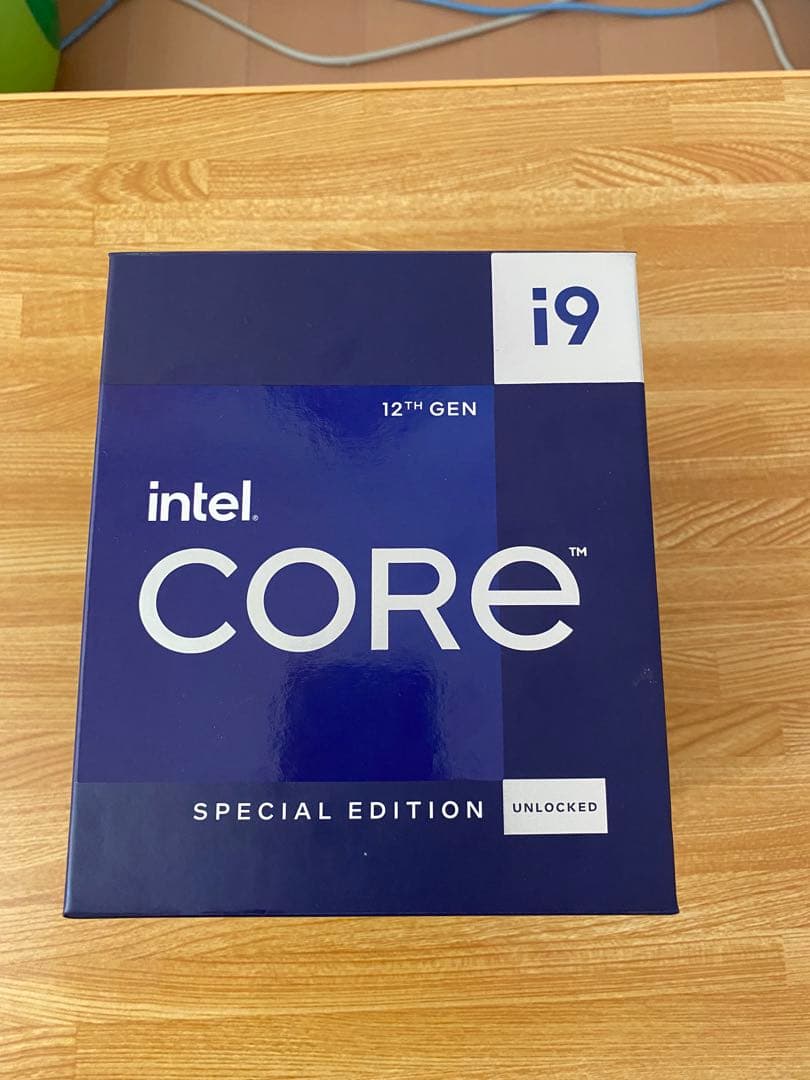 i9
12TH GEN
intel®
CORe™
SPECIAL EDITION
UNLOCKED